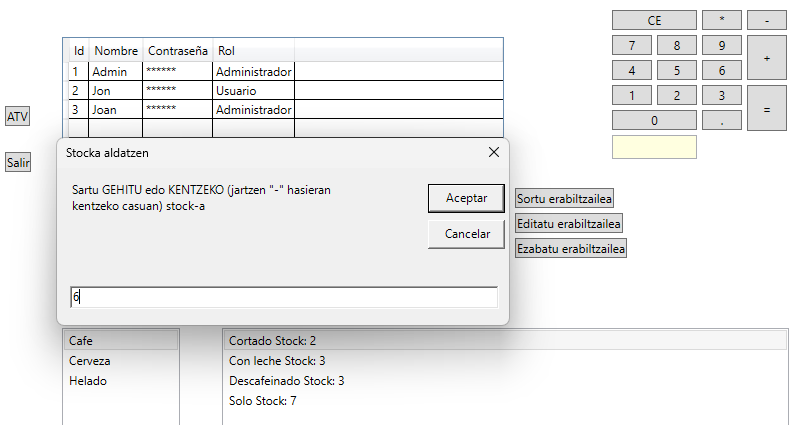 CE * -
7 8 9 +
4 5 6
1 2 3 =
0 .
Id Nombre Contraseña Rol
1 Admin ****** Administrador
2 Jon ****** Usuario
3 Joan ****** Administrador
ATV
Salir
Stocka aldatzen
Sartu GEHITU edo KENTZEKO (jartzen "-" hasieran
kentzeko casuan) stock-a
Aceptar
Cancelar
6
Sortu erabiltzailea
Editatu erabiltzailea
Ezabatu erabiltzailea
Cafe
Cerveza
Helado
Cortado Stock: 2
Con leche Stock: 3
Descafeinado Stock: 3
Solo Stock: 7